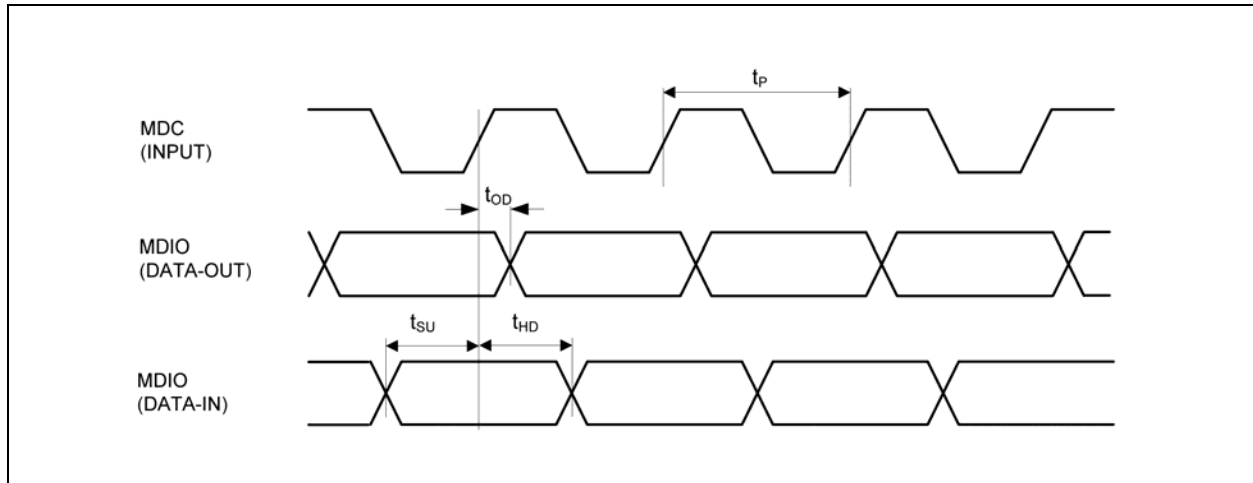 tP
MDC
(INPUT)
tOD
MDIO
(DATA-OUT)
tSU
tHD
MDIO
(DATA-IN)